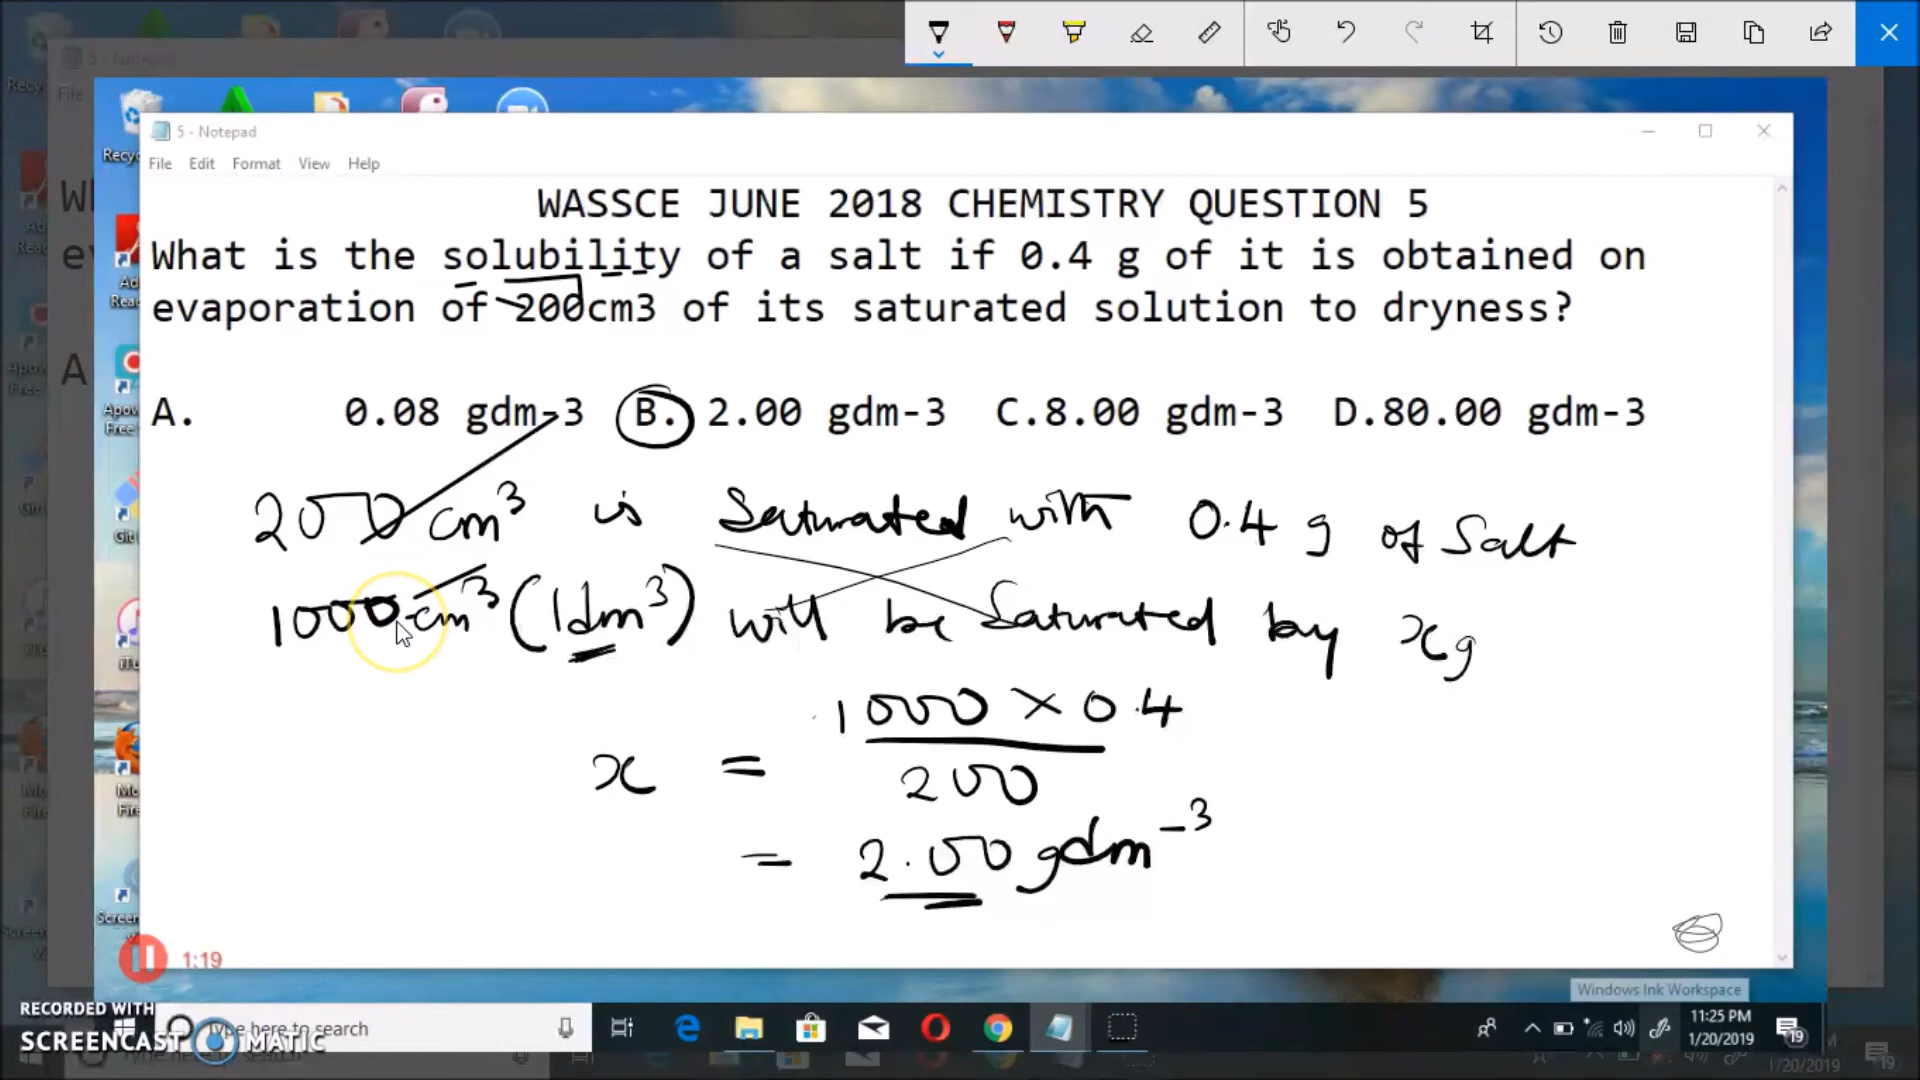 5 - Notepad
File Edit Format View Help
WASSCE JUNE 2018 CHEMISTRY QUESTION 5
What is the solubility of a salt if 0.4 g of it is obtained on
evaporation of 200cm3 of its saturated solution to dryness?
A. 0.08 gdm-3 B. 2.00 gdm-3 C.8.00 gdm-3 D.80.00 gdm-3
200 cm³ is Saturated with 0.4 g of Salt
1000 cm³ (1dm³) will be Saturated by xg
1000 × 0.4
x =
200
= 2.00 gdm⁻³
1:19
Windows Ink Workspace
RECORDED WITH
SCREENCAST MATIC
Type here to search
11:25 PM
1/20/2019
19